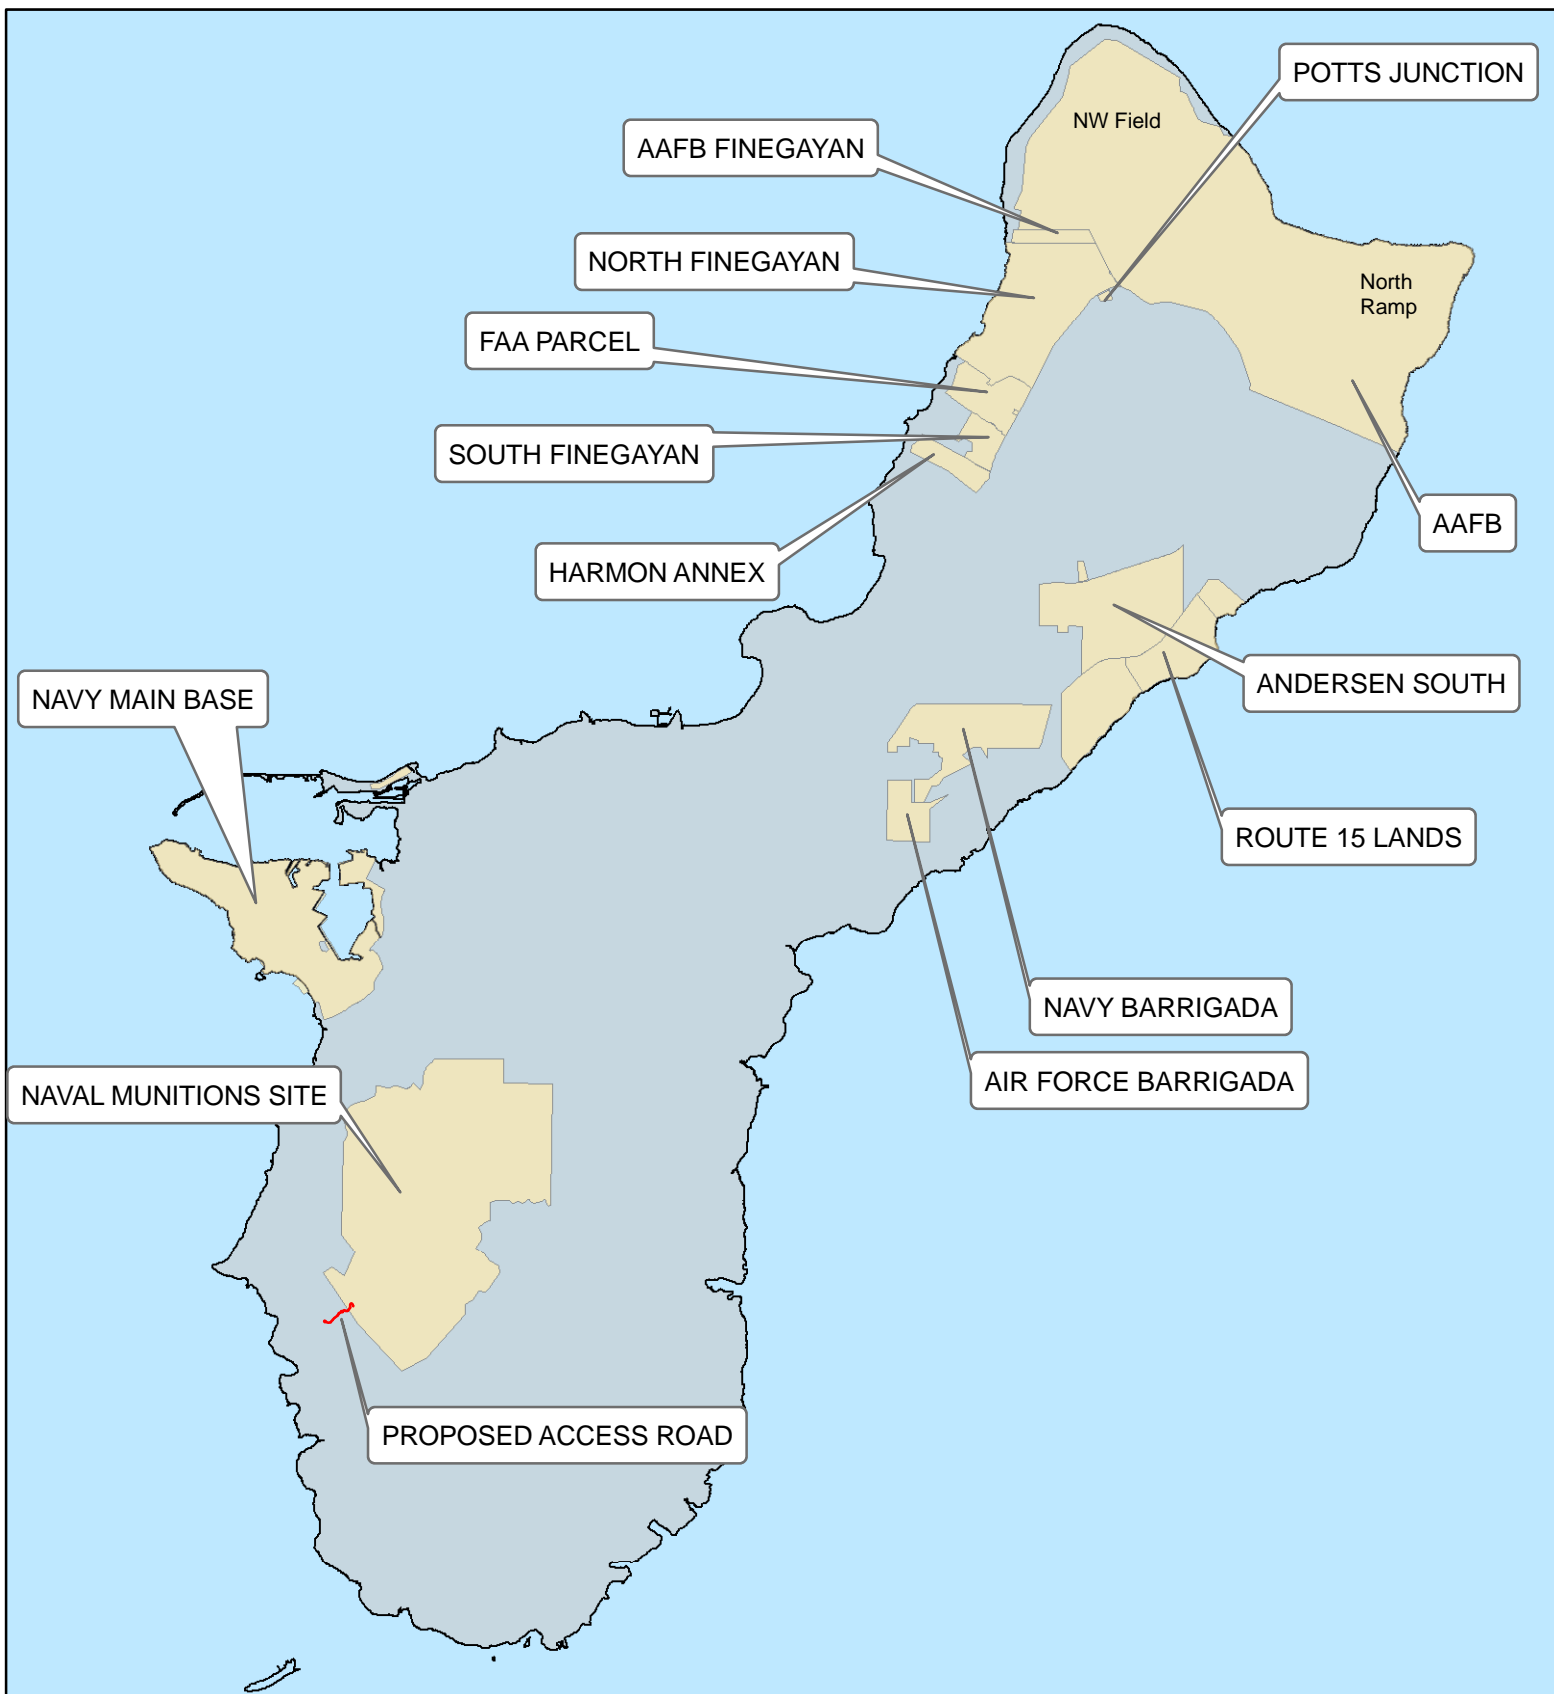 POTTS JUNCTION
NW Field
AAFB FINEGAYAN
NORTH FINEGAYAN
North
Ramp
FAA PARCEL
SOUTH FINEGAYAN
AAFB
HARMON ANNEX
ANDERSEN SOUTH
NAVY MAIN BASE
ROUTE 15 LANDS
NAVY BARRIGADA
AIR FORCE BARRIGADA
NAVAL MUNITIONS SITE
PROPOSED ACCESS ROAD